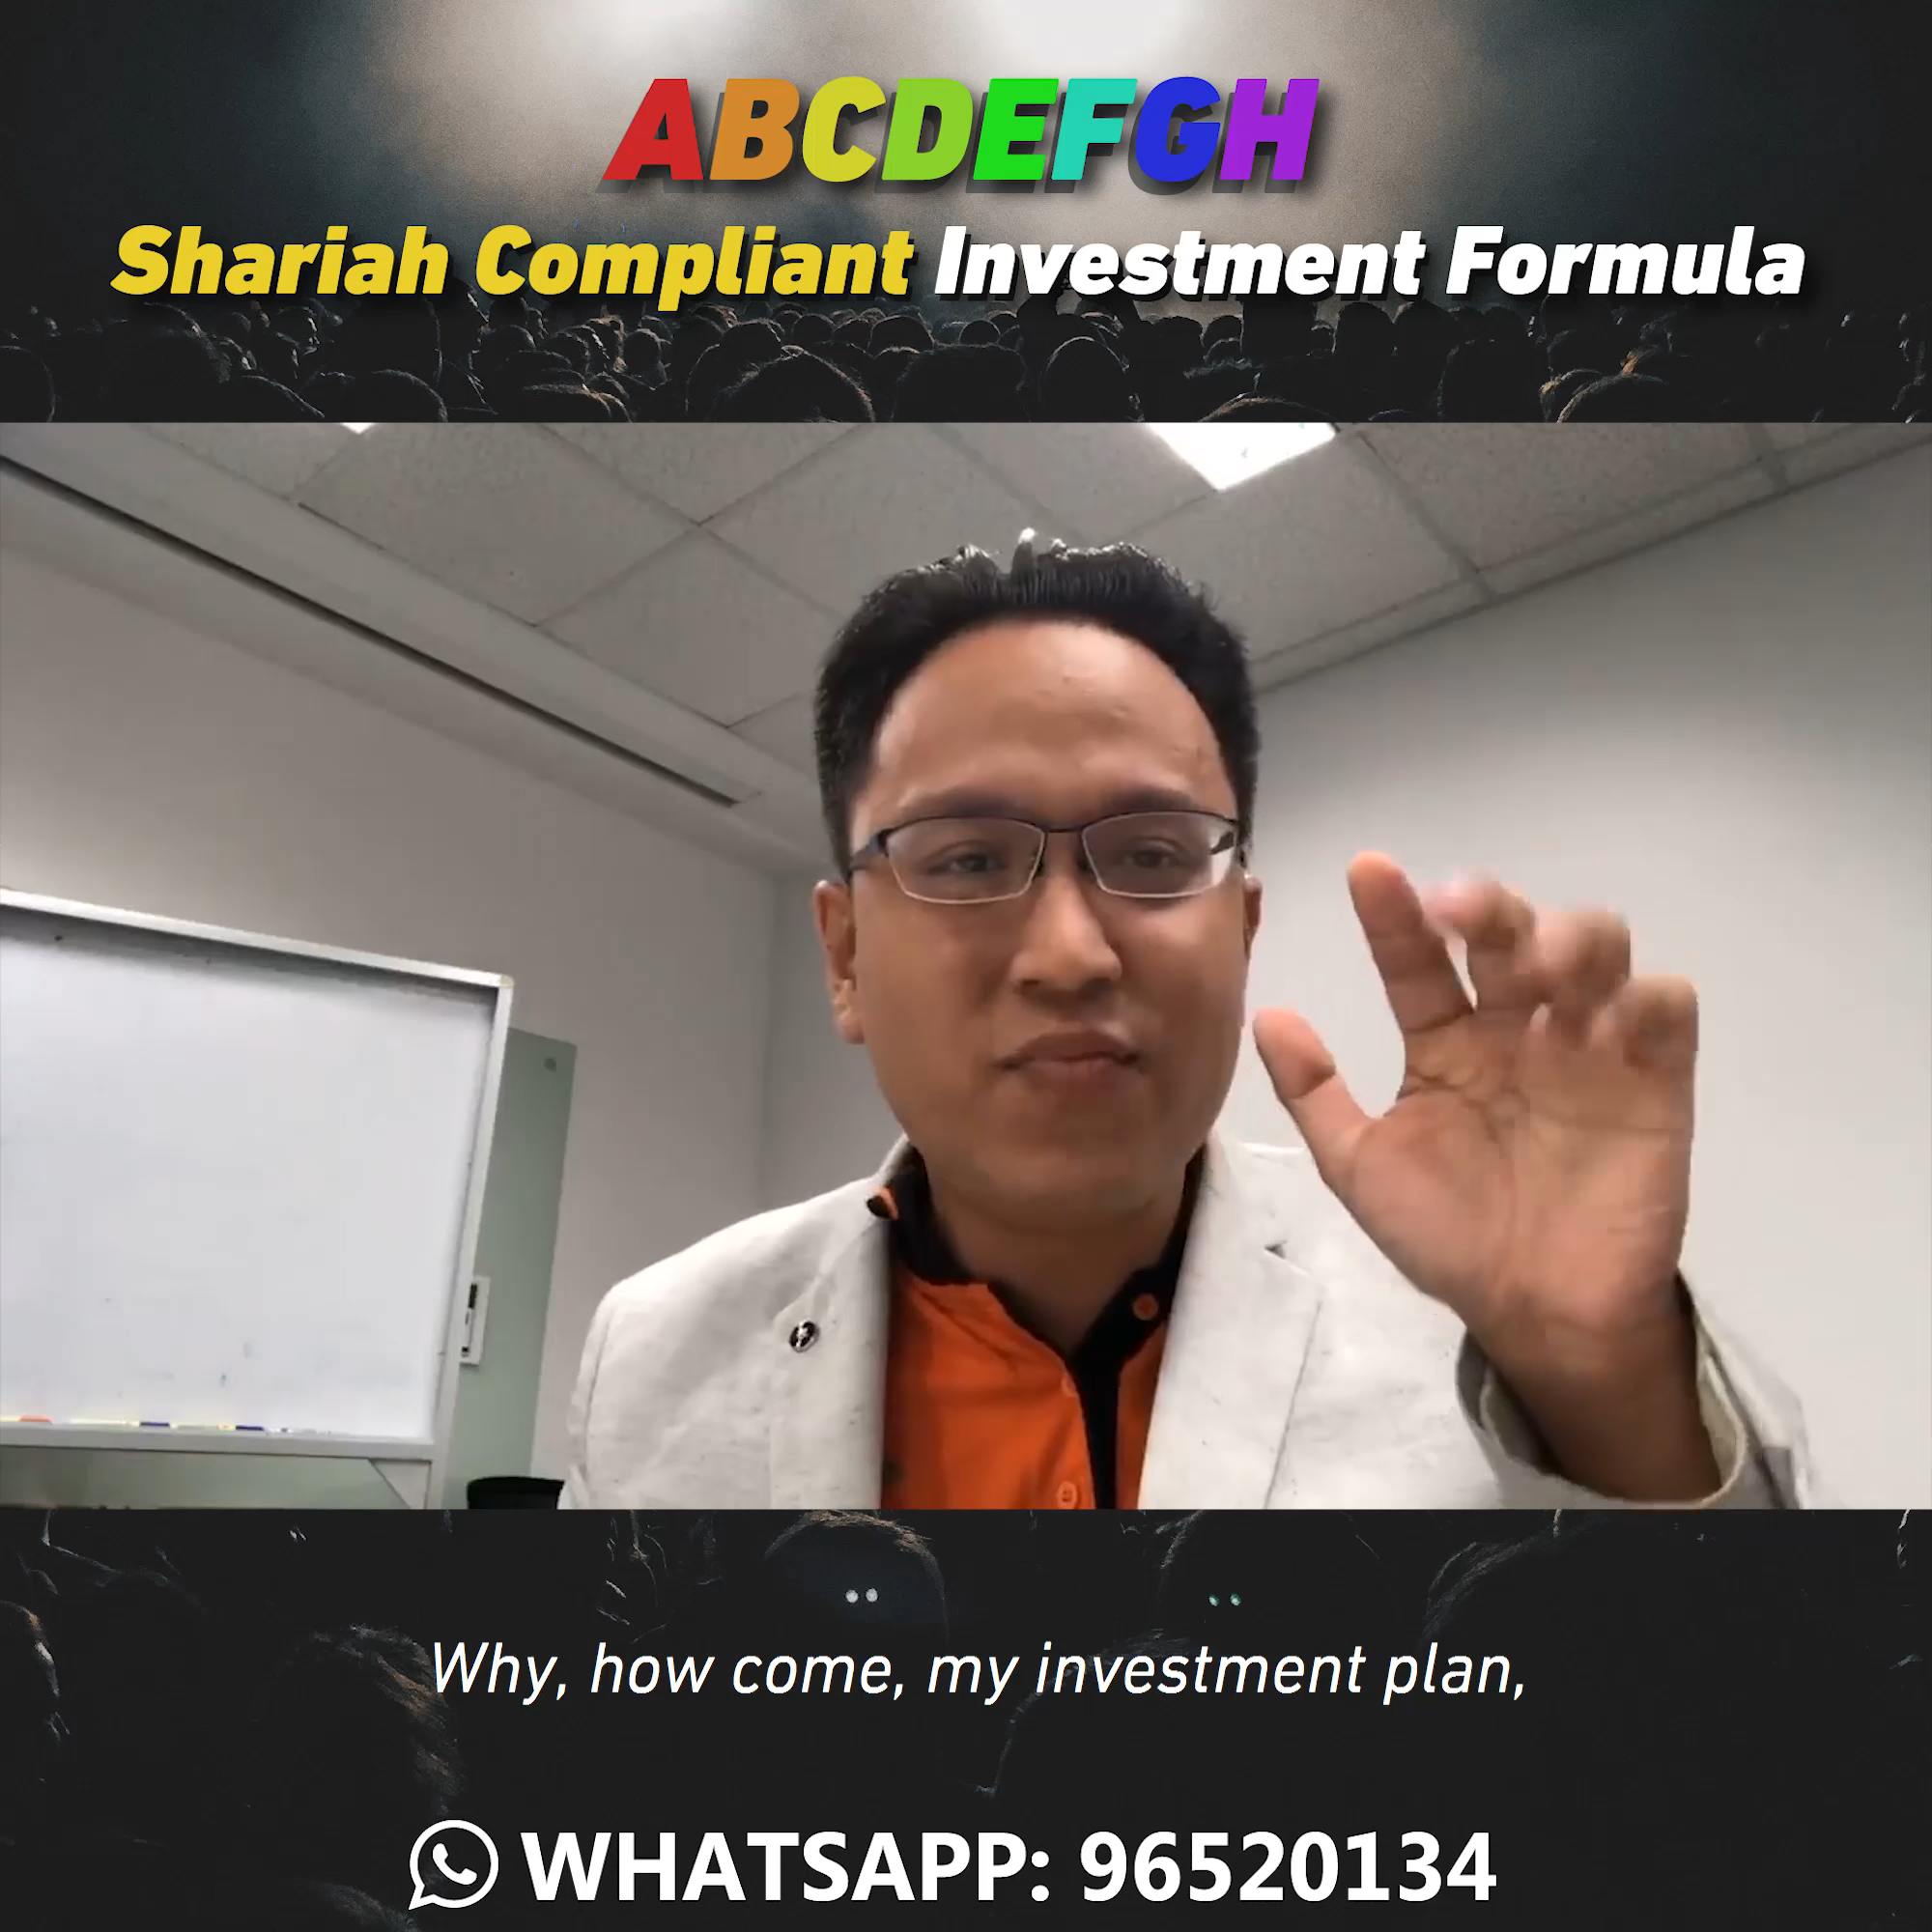 ABCDEFGH
Shariah Compliant Investment Formula
Why, how come, my investment plan,
WHATSAPP: 96520134